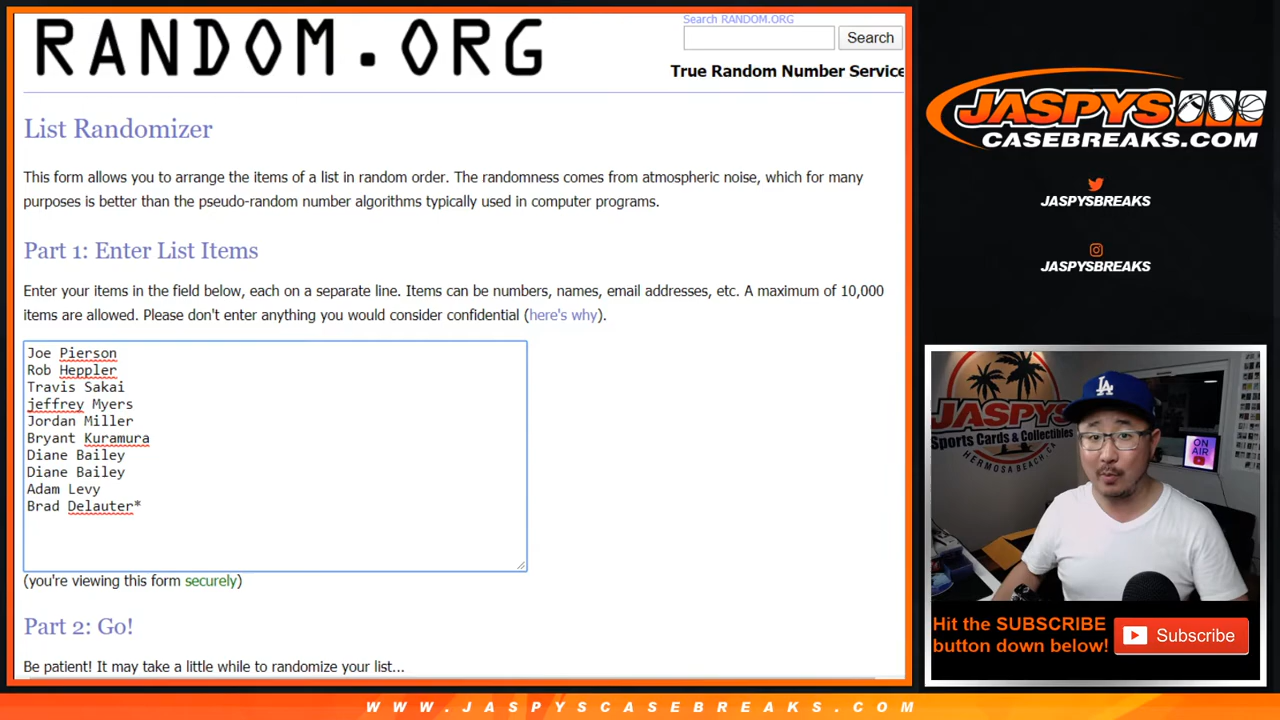 RANDOM.ORG
Search RANDOM.ORG
Search
True Random Number Service
List Randomizer
This form allows you to arrange the items of a list in random order. The randomness comes from atmospheric noise, which for many
purposes is better than the pseudo-random number algorithms typically used in computer programs.
Part 1: Enter List Items
Enter your items in the field below, each on a separate line. Items can be numbers, names, email addresses, etc. A maximum of 10,000
items are allowed. Please don't enter anything you would consider confidential (here's why).
Joe Pierson
Rob Heppler
Travis Sakai
jeffrey Myers
Jordan Miller
Bryant Kuramura
Diane Bailey
Diane Bailey
Adam Levy
Brad Delauter*
(you're viewing this form securely)
Part 2: Go!
Be patient! It may take a little while to randomize your list...
JASPYS
CASEBREAKS.COM
JASPYSBREAKS
JASPYSBREAKS
JASPYS
Sports Cards & Collectibles
HERMOSA BEACH, CA
LA
ON
AIR
Hit the SUBSCRIBE
button down below!
Subscribe
WWW.JASPYSCASEBREAKS.COM